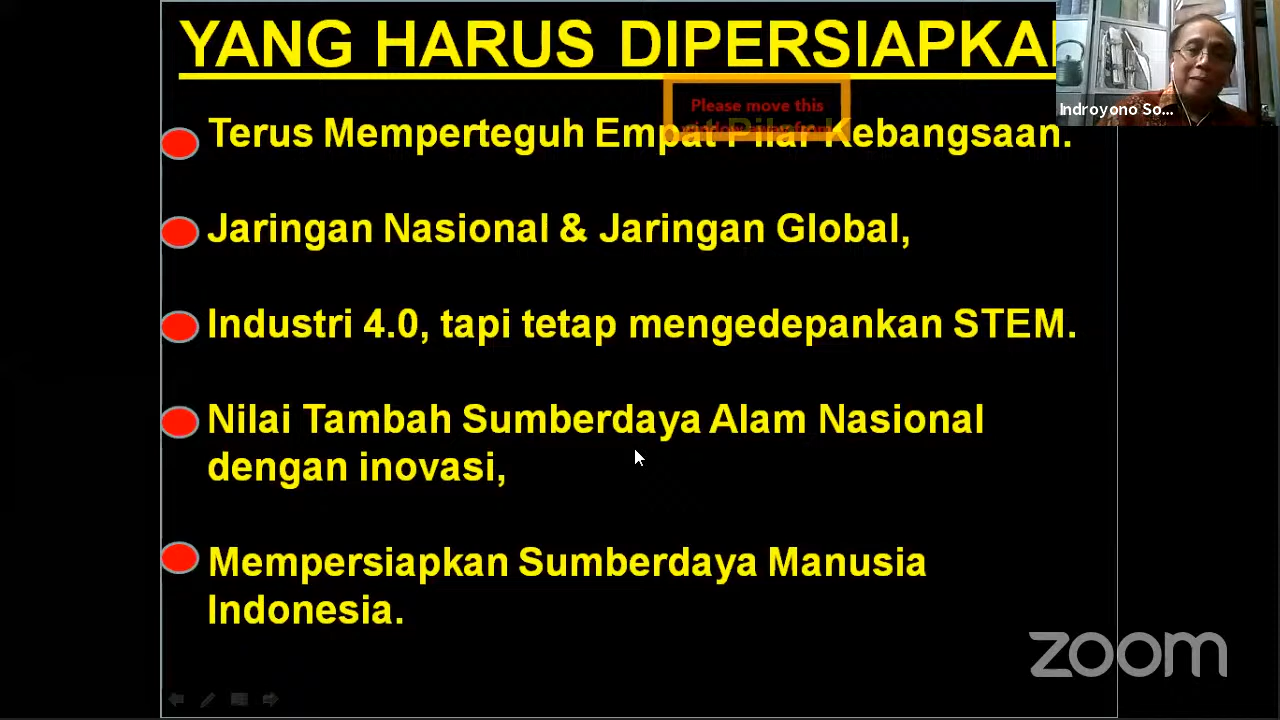 YANG HARUS DIPERSIAPKA
Indroyono So...
Please move this
Terus Memperteguh Empat Pilar Kebangsaan.
Jaringan Nasional & Jaringan Global,
Industri 4.0, tapi tetap mengedepankan STEM.
Nilai Tambah Sumberdaya Alam Nasional
dengan inovasi,
Mempersiapkan Sumberdaya Manusia
Indonesia.
zoom